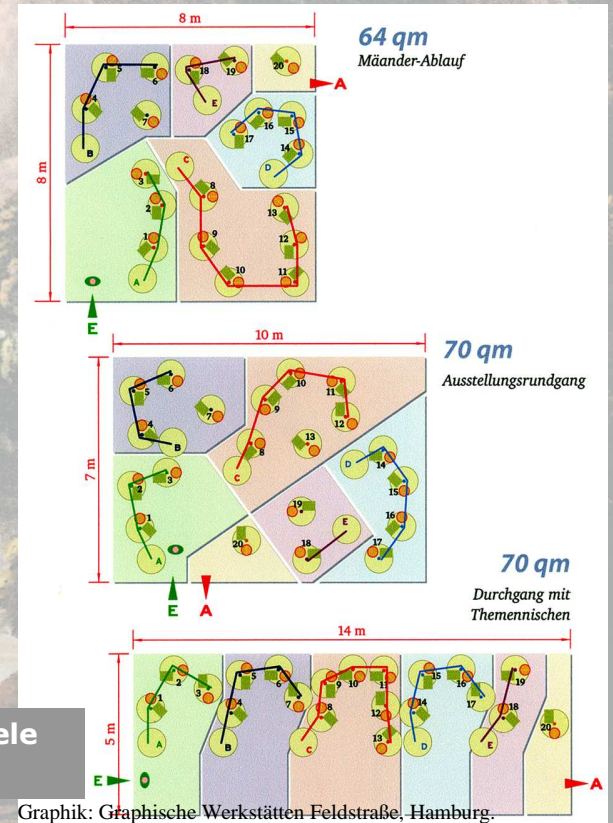 8 m
64 qm
Mäander-Ablauf
8 m
5
6
4
7
B
18
19
E
20
A
16
15
17
14
D
3
2
1
A
C
8
9
10
13
12
11
E
10 m
70 qm
Ausstellungsrundgang
7 m
5
6
4
7
B
10
11
9
12
8
13
C
2
3
1
A
D
14
15
16
17
19
E
18
20
E
A
70 qm
Durchgang mit
Themennischen
14 m
5 m
2
3
1
A
5
6
7
4
B
9
10
11
8
12
13
C
15
16
17
14
D
19
18
E
20
E
A
ele
Graphik: Graphische Werkstätten Feldstraße, Hamburg.